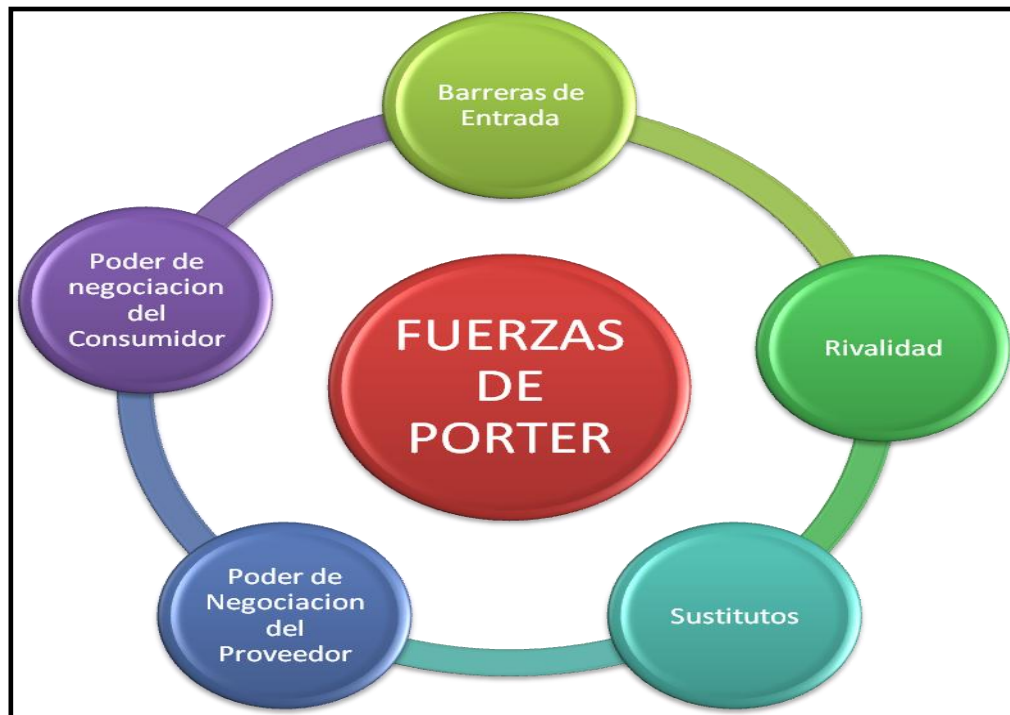 Barreras de
Entrada
Poder de
negociacion
del
Consumidor
FUERZAS
DE
PORTER
Rivalidad
Poder de
Negociacion
del
Proveedor
Sustitutos